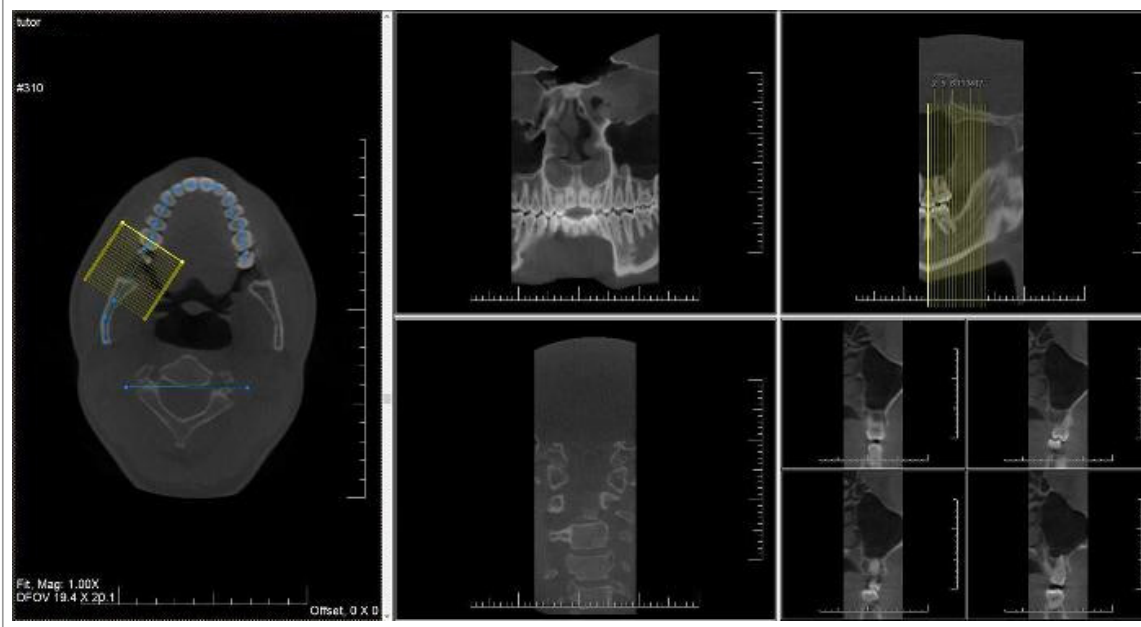 tutor
#310
Fit, Mag: 1.00X
DFOV 19.4 X 20.1
Offset, 0 X 0